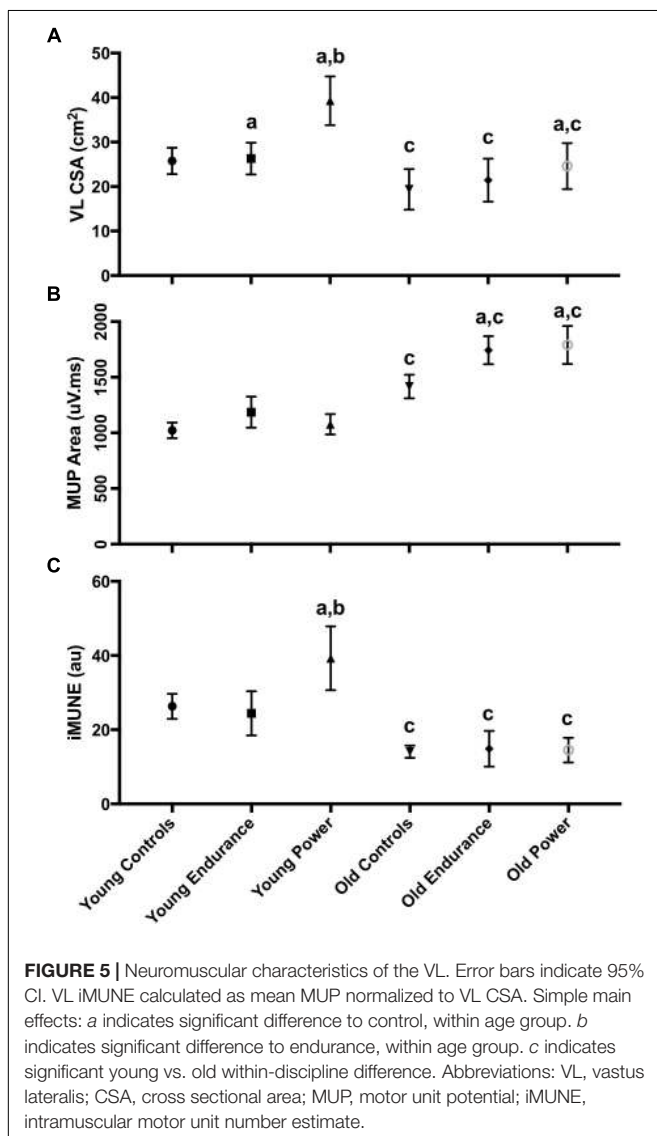 A
VL CSA (cm²)
50
40
30
20
10
0
a
a,b
c
c
a,c
B
MUP Area (uV.ms)
2000
1500
1000
500
0
c
a,c
a,c
C
iMUNE (au)
60
40
20
0
a,b
c
c
c
Young Controls
Young Endurance
Young Power
Old Controls
Old Endurance
Old Power
FIGURE 5 | Neuromuscular characteristics of the VL. Error bars indicate 95%
CI. VL iMUNE calculated as mean MUP normalized to VL CSA. Simple main
effects: a indicates significant difference to control, within age group. b
indicates significant difference to endurance, within age group. c indicates
significant young vs. old within-discipline difference. Abbreviations: VL, vastus
lateralis; CSA, cross sectional area; MUP, motor unit potential; iMUNE,
intramuscular motor unit number estimate.